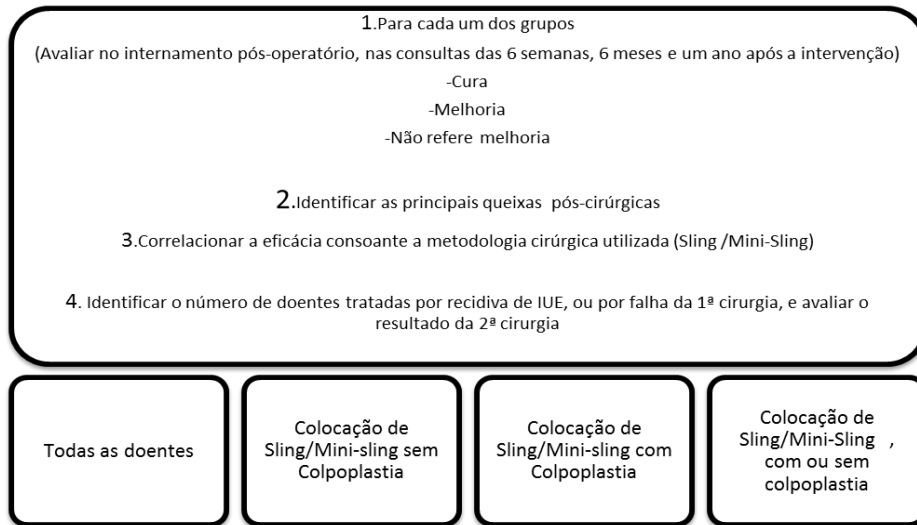 1.Para cada um dos grupos
(Avaliar no internamento pós-operatório, nas consultas das 6 semanas, 6 meses e um ano após a intervenção)
-Cura
-Melhoria
-Não refere melhoria
2.Identificar as principais queixas pós-cirúrgicas
3.Correlacionar a eficácia consoante a metodologia cirúrgica utilizada (Sling /Mini-Sling)
4. Identificar o número de doentes tratadas por recidiva de IUE, ou por falha da 1ª cirurgia, e avaliar o
resultado da 2ª cirurgia
Todas as doentes
Colocação de
Sling/Mini-sling sem
Colpoplastia
Colocação de
Sling/Mini-sling com
Colpoplastia
Colocação de
Sling/Mini-Sling ,
com ou sem
colpoplastia